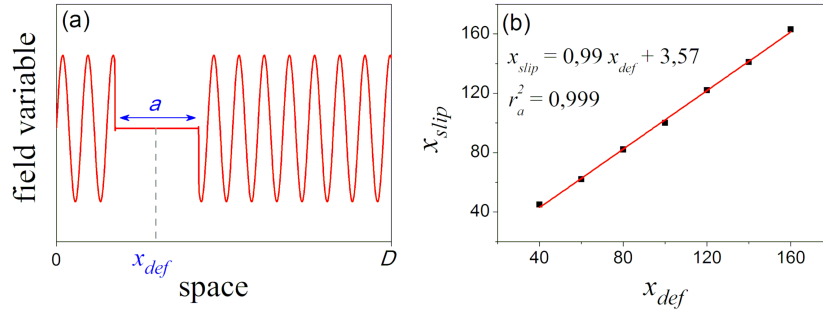 (a)
field variable
a
0
x_def
D
space
(b)
x_slip = 0,99 x_def + 3,57
r_a^2 = 0,999
x_slip
160
120
80
40
40
80
120
160
x_def